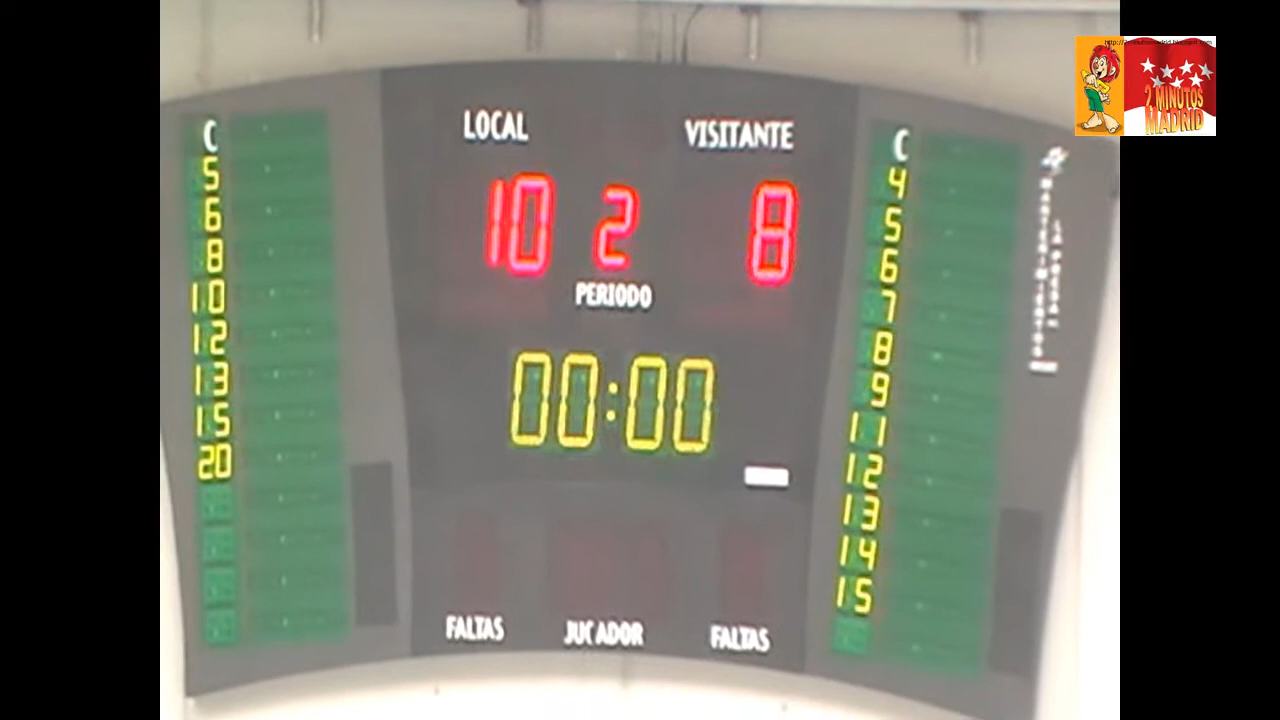 LOCAL VISITANTE
10 2 8
PERIODO
00:00
FALTAS JUGADOR FALTAS
C
5
6
8
10
12
13
15
20
C
4
5
6
7
8
9
11
12
13
14
15
2 MINUTOS
MADRID